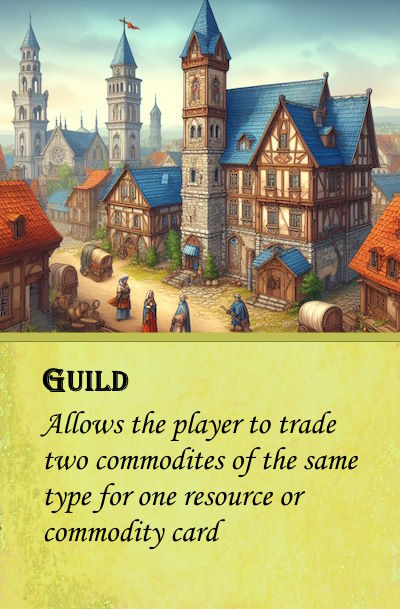 Guild
Allows the player to trade
two commodites of the same
type for one resource or
commodity card